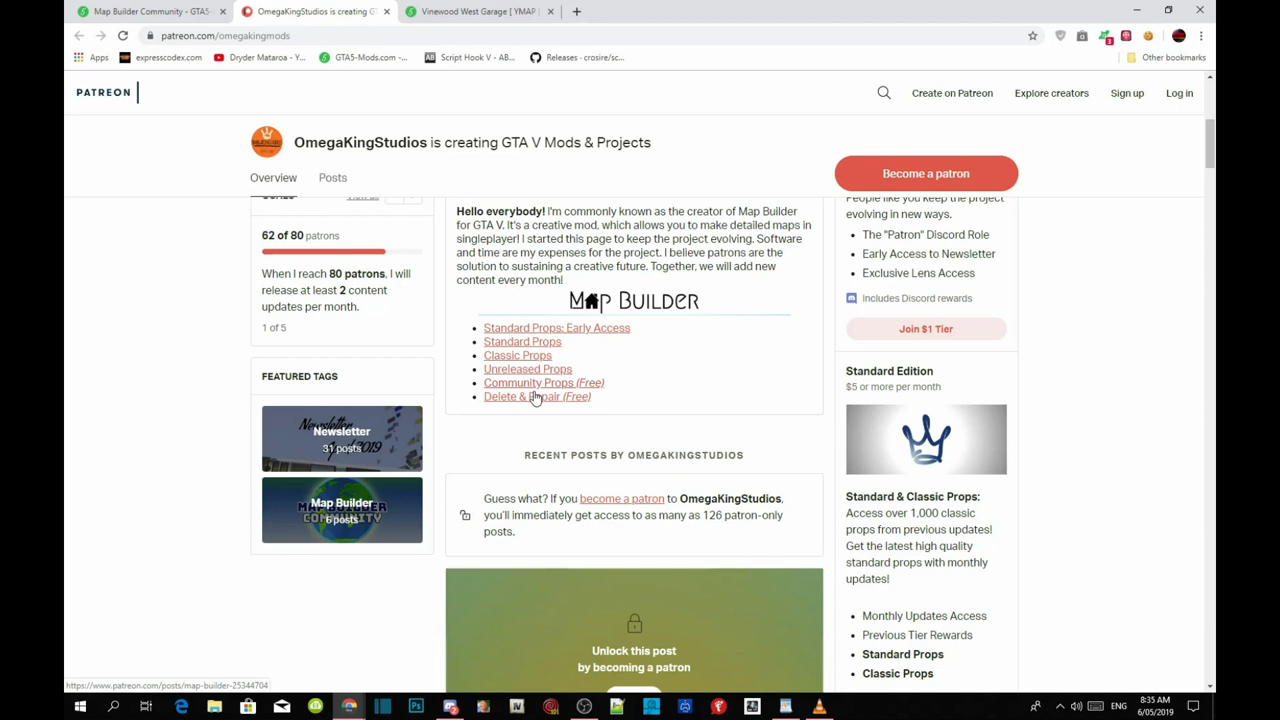 Map Builder Community - GTA5
OmegaKingStudios is creating G
Vinewood West Garage [ YMAP ]
patreon.com/omegakingmods
3
Apps
expresscodex.com
Dryder Mataroa - Y...
GTA5-Mods.com -...
AB
Script Hook V - AB...
Releases · crosire/sc...
Other bookmarks
PATREON
Create on Patreon
Explore creators
Sign up
Log in
OmegaKingStudios is creating GTA V Mods & Projects
Become a patron
Overview
Posts
62 of 80 patrons
When I reach 80 patrons, I will
release at least 2 content
updates per month.
1 of 5
FEATURED TAGS
Newsletter
31 posts
Map Builder
6 posts
MAP BUILDER
COMMUNITY
Hello everybody! I'm commonly known as the creator of Map Builder
for GTA V. It's a creative mod, which allows you to make detailed maps in
singleplayer! I started this page to keep the project evolving. Software
and time are my expenses for the project. I believe patrons are the
solution to sustaining a creative future. Together, we will add new
content every month!
Map Builder
Standard Props: Early Access
Standard Props
Classic Props
Unreleased Props
Community Props (Free)
Delete & Repair (Free)
RECENT POSTS BY OMEGAKINGSTUDIOS
Guess what? If you become a patron to OmegaKingStudios,
you'll immediately get access to as many as 126 patron-only
posts.
Unlock this post
by becoming a patron
People like you keep the project
evolving in new ways.
The "Patron" Discord Role
Early Access to Newsletter
Exclusive Lens Access
Includes Discord rewards
Join $1 Tier
Standard Edition
$5 or more per month
Standard & Classic Props:
Access over 1,000 classic
props from previous updates!
Get the latest high quality
standard props with monthly
updates!
Monthly Updates Access
Previous Tier Rewards
Standard Props
Classic Props
https://www.patreon.com/posts/map-builder-25344704
8:35 AM
6/05/2019